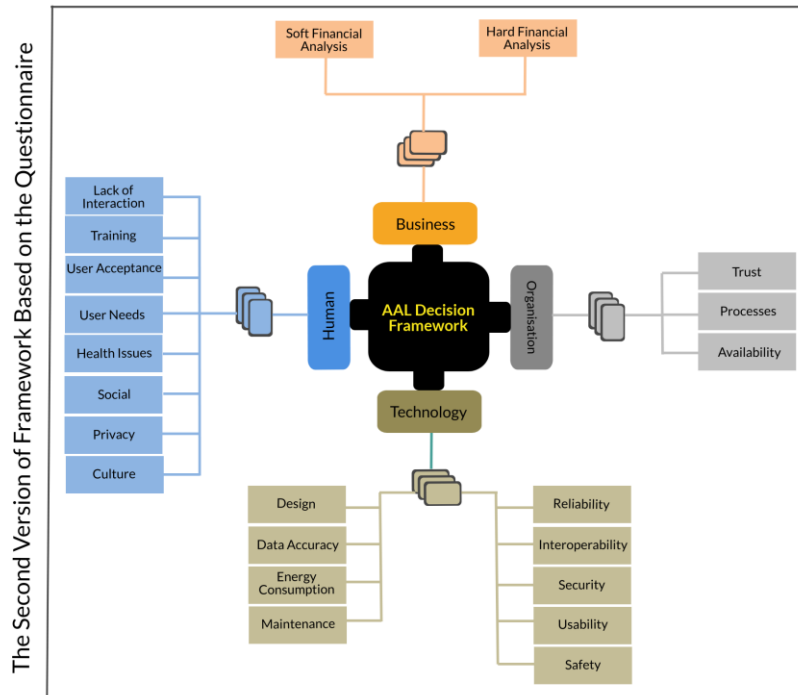 The Second Version of Framework Based on the Questionnaire
Soft Financial
Analysis
Hard Financial
Analysis
Business
Lack of
Interaction
Training
User Acceptance
User Needs
Health Issues
Social
Privacy
Culture
Human
AAL Decision
Framework
Organisation
Trust
Processes
Availability
Technology
Design
Data Accuracy
Energy
Consumption
Maintenance
Reliability
Interoperability
Security
Usability
Safety